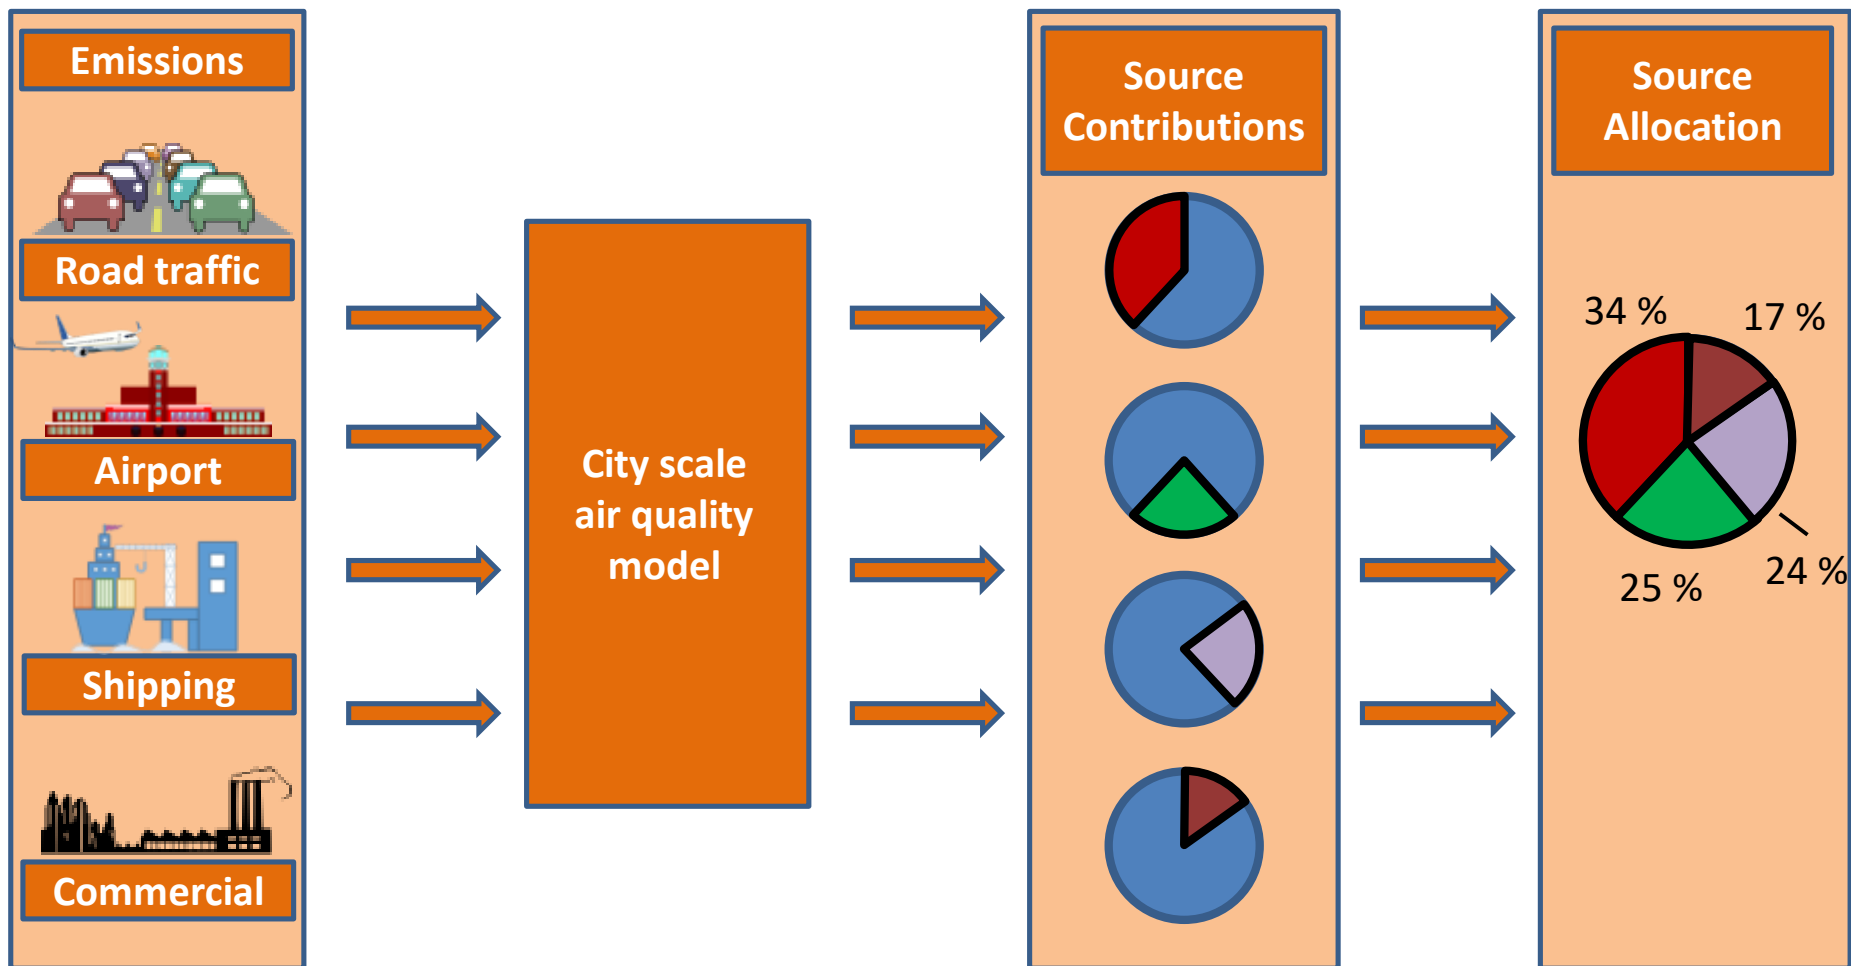 Emissions
Road traffic
Airport
Shipping
Commercial
City scale
air quality
model
Source
Contributions
Source
Allocation
34 %
17 %
24 %
25 %